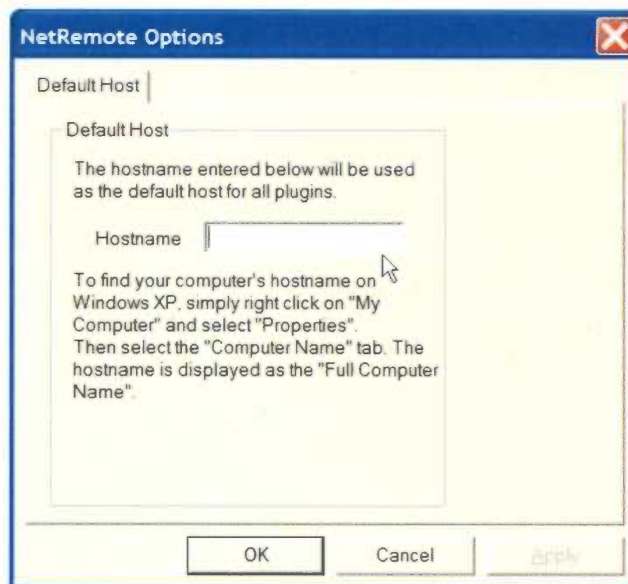 NetRemote Options
Default Host
Default Host
The hostname entered below will be used
as the default host for all plugins.
Hostname
To find your computer's hostname on
Windows XP, simply right click on "My
Computer" and select "Properties".
Then select the "Computer Name" tab. The
hostname is displayed as the "Full Computer
Name".
OK
Cancel
Apply